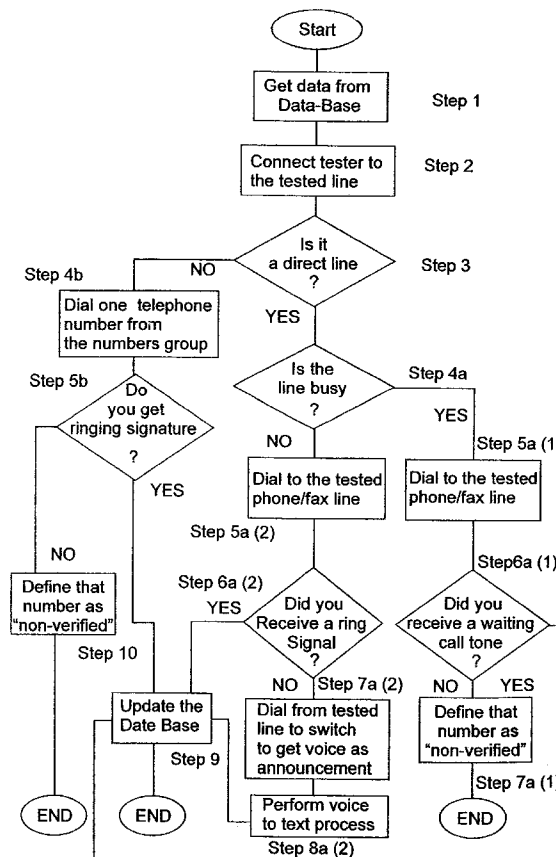 Start
Get data from
Data-Base
Step 1
Connect tester to
the tested line
Step 2
Is it
a direct line
?
Step 3
NO
YES
Step 4b
Dial one telephone
number from
the numbers group
Is the
line busy
?
Step 4a
YES
NO
Step 5b
Do
you get
ringing signature
?
YES
NO
Step 5a (1
Dial to the tested
phone/fax line
Dial to the tested
phone/fax line
Step 5a (2)
Step6a (1)
Step 6a (2)
YES
Did you
Receive a ring
Signal
?
Did you
receive a waiting
call tone
?
Define that
number as
"non-verified"
Step 10
NO
Step 7a (2)
NO
YES
Update the
Date Base
Step 9
Dial from tested
line to switch
to get voice as
announcement
Define that
number as
"non-verified"
Step 7a (1)
END
END
Perform voice
to text process
END
Step 8a (2)